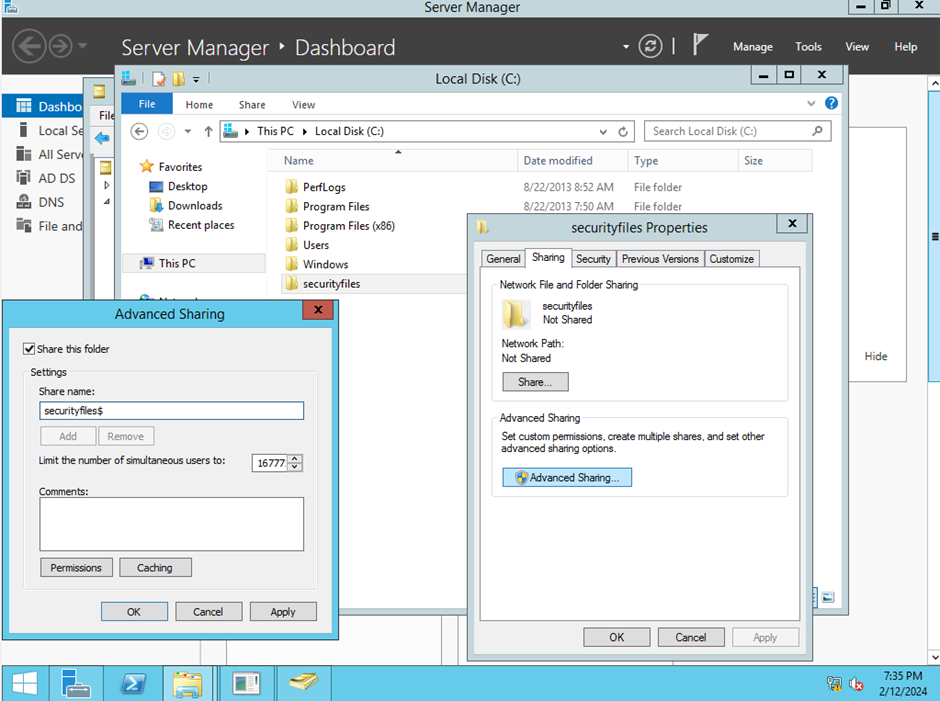 Server Manager
Server Manager ‣ Dashboard
Manage Tools View Help
Dashbo
Local Se
All Serv
AD DS
DNS
File and
File
Local Disk (C:)
File Home Share View
This PC Local Disk (C:)
Search Local Disk (C:)
Favorites
Desktop
Downloads
Recent places
This PC
Name Date modified Type Size
PerfLogs 8/22/2013 8:52 AM File folder
Program Files 8/22/2013 7:50 AM File folder
Program Files (x86)
Users
Windows
securityfiles
securityfiles Properties
General Sharing Security Previous Versions Customize
Network File and Folder Sharing
securityfiles
Not Shared
Network Path:
Not Shared
Share...
Advanced Sharing
Set custom permissions, create multiple shares, and set other
advanced sharing options.
Advanced Sharing...
OK Cancel Apply
Hide
Advanced Sharing
Share this folder
Settings
Share name:
securityfiles$
Add Remove
Limit the number of simultaneous users to: 16777
Comments:
Permissions Caching
OK Cancel Apply
7:35 PM
2/12/2024